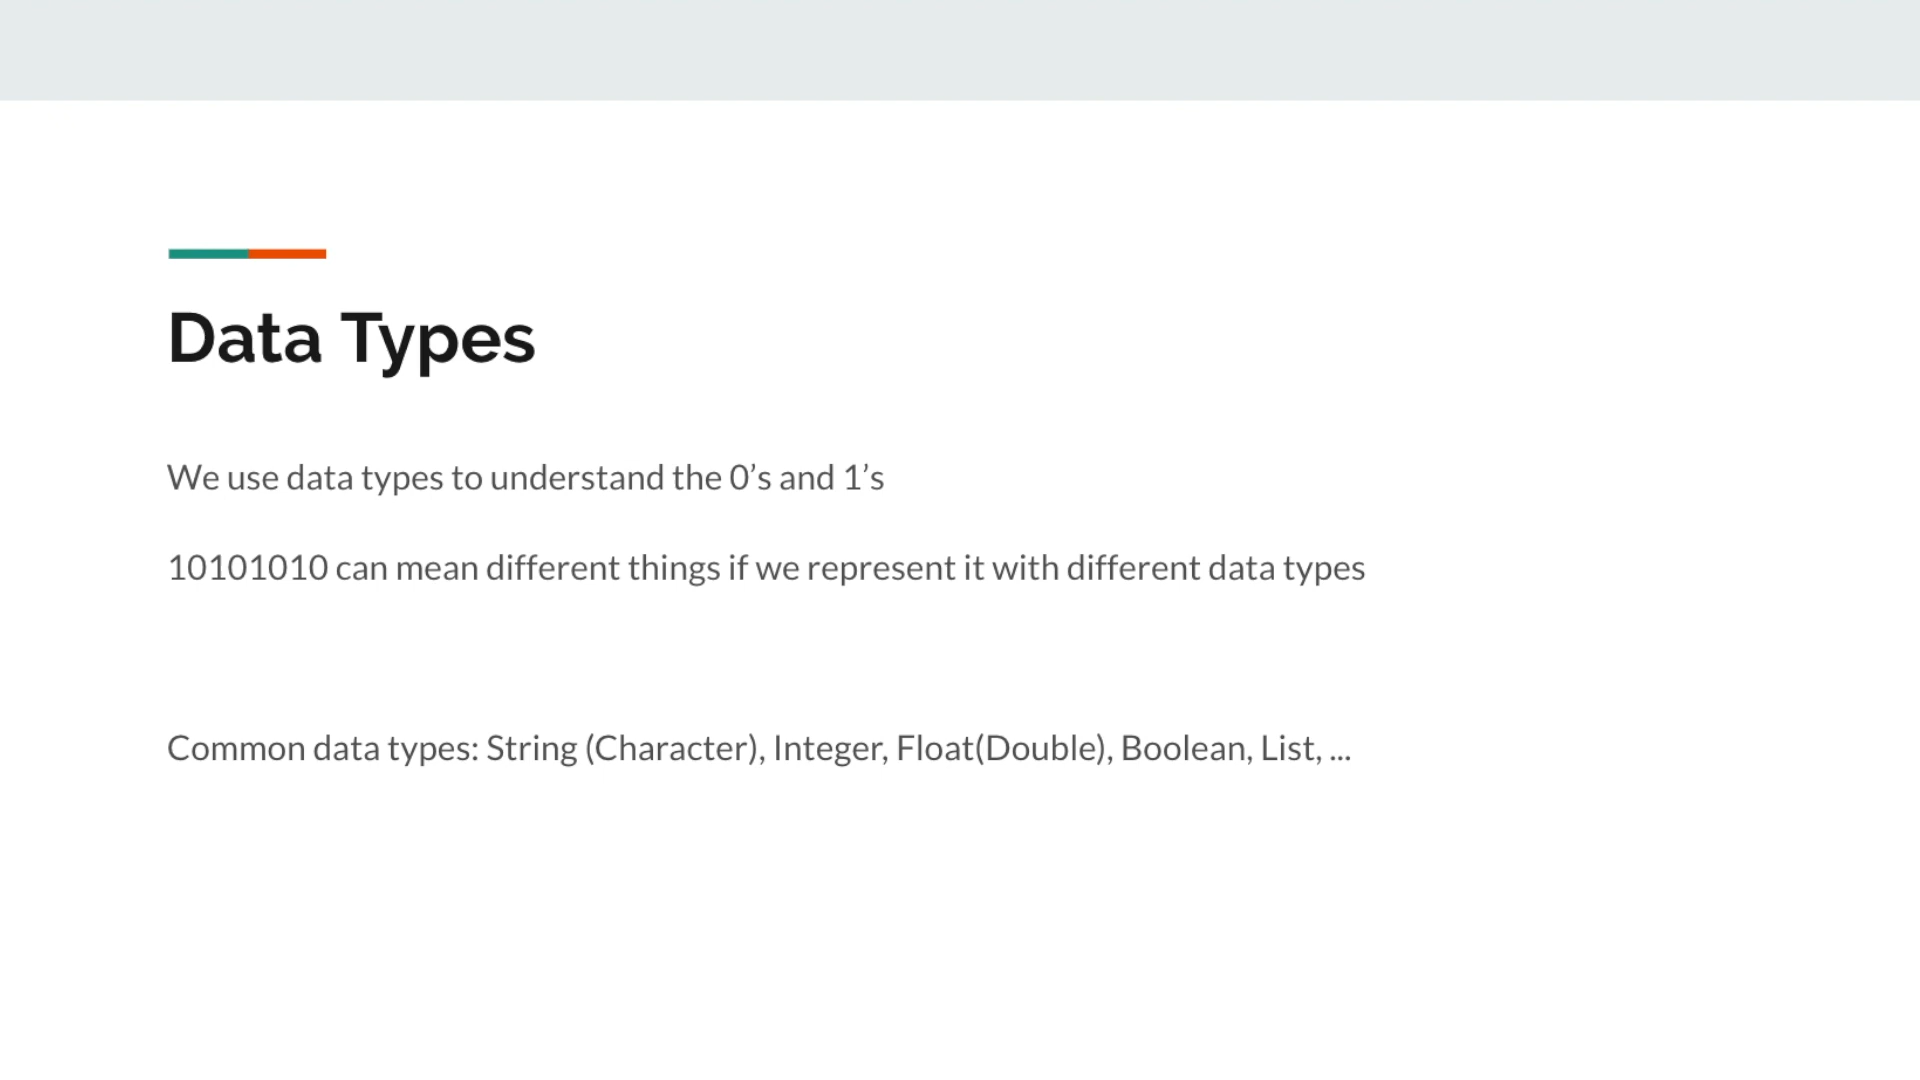 Data Types
We use data types to understand the 0’s and 1’s
10101010 can mean different things if we represent it with different data types
Common data types: String (Character), Integer, Float(Double), Boolean, List, ...